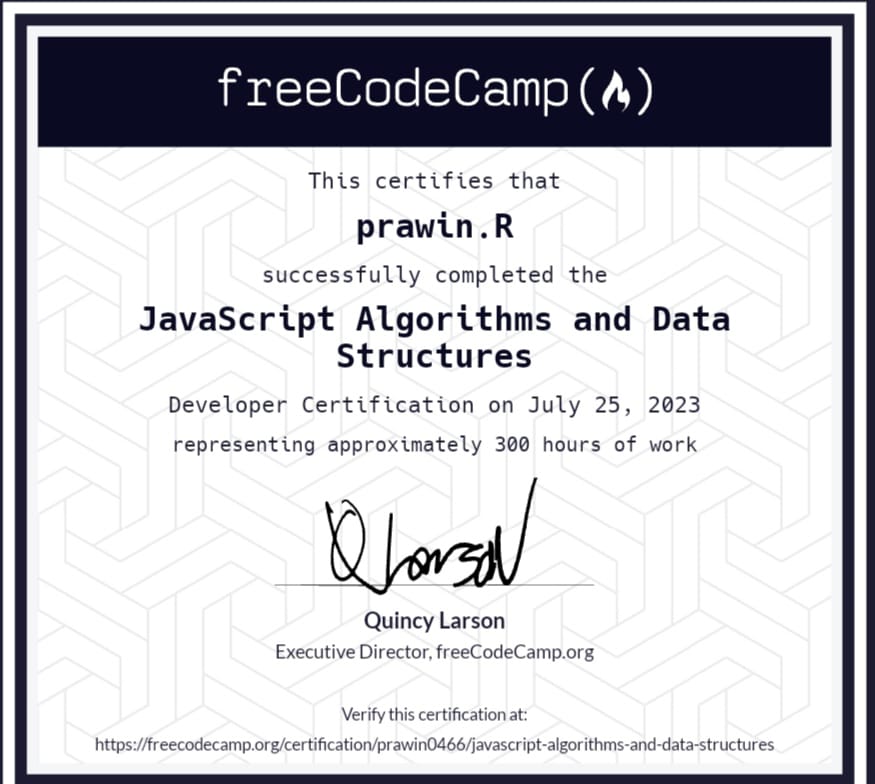 freeCodeCamp
This certifies that
prawin.R
successfully completed the
JavaScript Algorithms and Data
Structures
Developer Certification on July 25, 2023
representing approximately 300 hours of work
QLarson
Quincy Larson
Executive Director, freeCodeCamp.org
Verify this certification at:
https://freecodecamp.org/certification/prawin0466/javascript-algorithms-and-data-structures